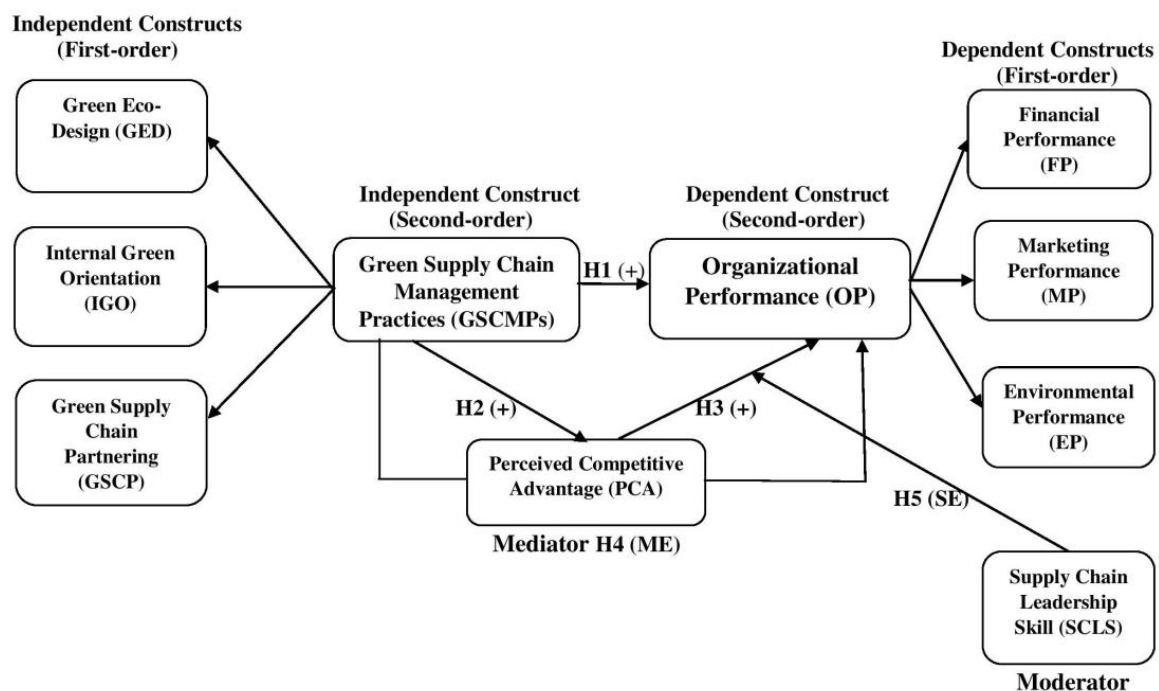 Independent Constructs
(First-order)
Green Eco-
Design (GED)
Internal Green
Orientation
(IGO)
Green Supply
Chain
Partnering
(GSCP)
Independent Construct
(Second-order)
Green Supply Chain
Management
Practices (GSCMPs)
H1 (+)
Dependent Construct
(Second-order)
Organizational
Performance (OP)
H2 (+)
H3 (+)
Perceived Competitive
Advantage (PCA)
Mediator H4 (ME)
Dependent Constructs
(First-order)
Financial
Performance
(FP)
Marketing
Performance
(MP)
Environmental
Performance
(EP)
H5 (SE)
Supply Chain
Leadership
Skill (SCLS)
Moderator